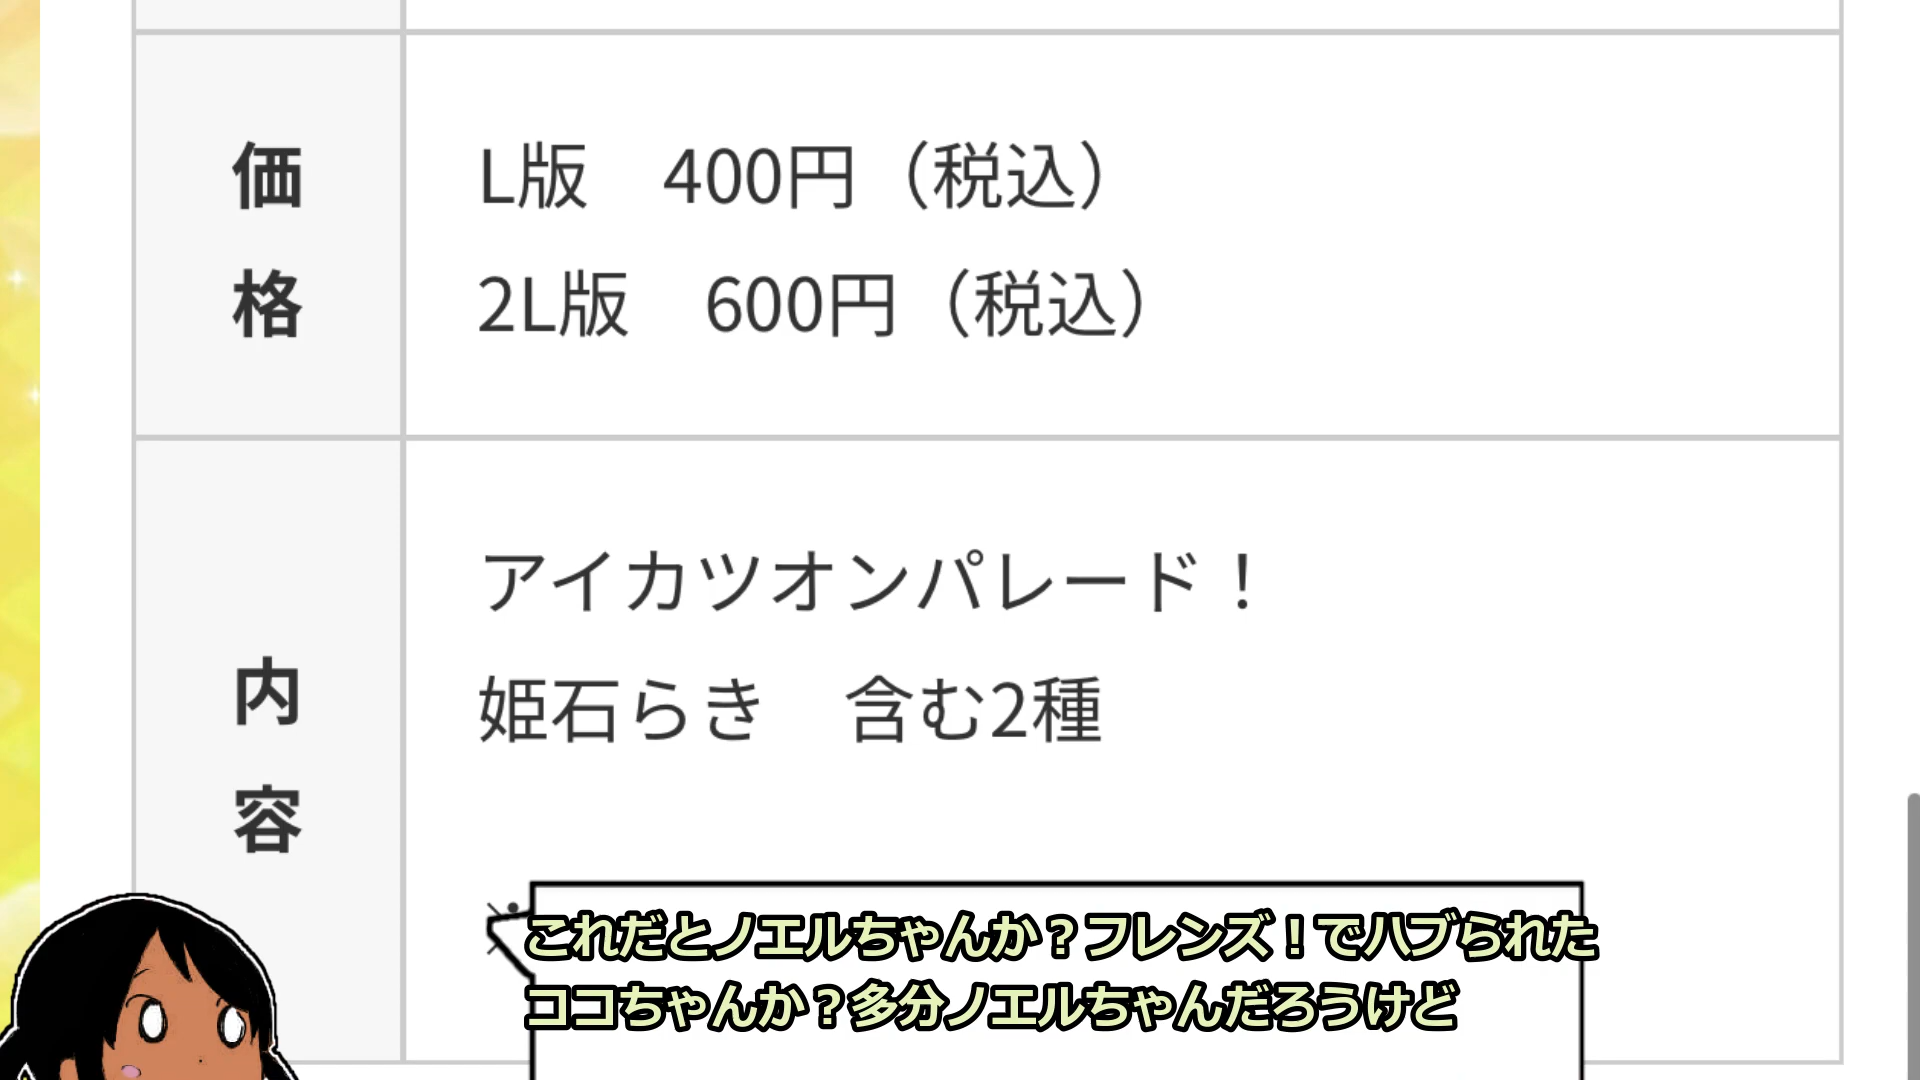 価格
L版　400円（税込）
2L版　600円（税込）
内容
アイカツオンパレード！
姫石らき　含む2種
※
これだとノエルちゃんか？フレンズ！でハブられた
ココちゃんか？多分ノエルちゃんだろうけど